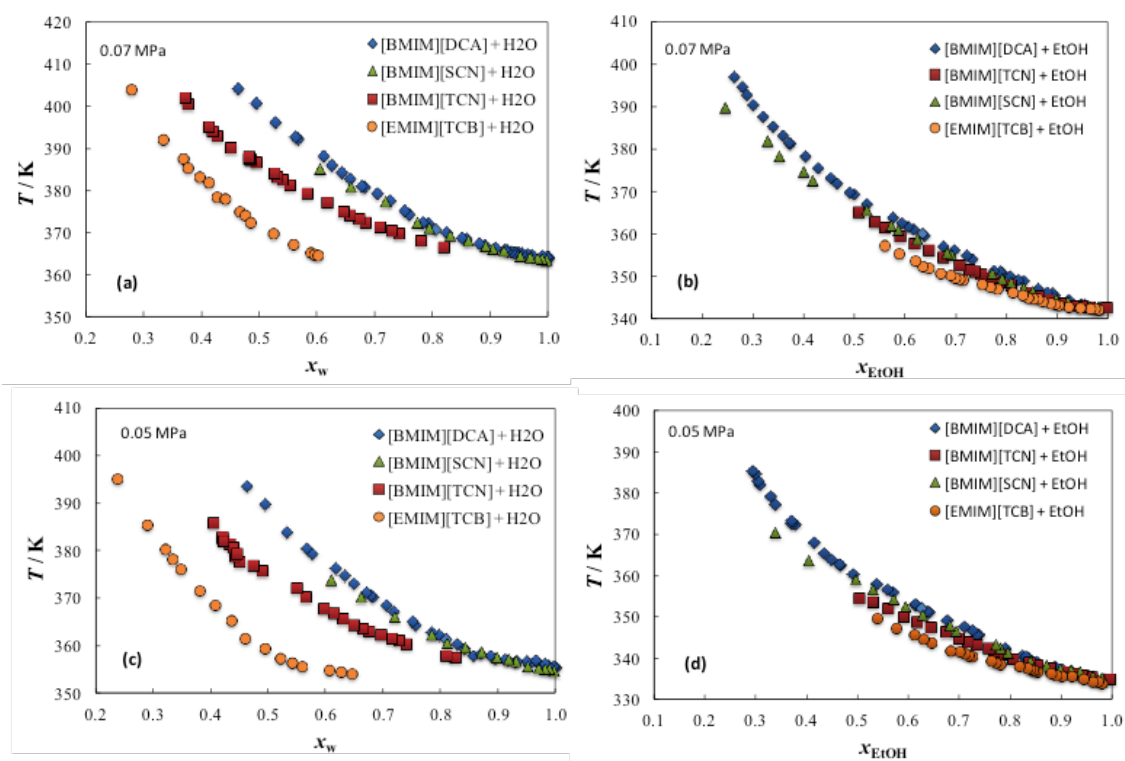 420
410
400
390
380
370
360
350
T / K
0.07 MPa
[BMIM][DCA] + H2O
[BMIM][SCN] + H2O
[BMIM][TCN] + H2O
[EMIM][TCB] + H2O
(a)
0.2 0.3 0.4 0.5 0.6 0.7 0.8 0.9 1.0
xw
410
400
390
380
370
360
350
340
T / K
0.07 MPa
[BMIM][DCA] + EtOH
[BMIM][TCN] + EtOH
[BMIM][SCN] + EtOH
[EMIM][TCB] + EtOH
(b)
0.1 0.2 0.3 0.4 0.5 0.6 0.7 0.8 0.9 1.0
xEtOH
410
400
390
380
370
360
350
T / K
0.05 MPa
[BMIM][DCA] + H2O
[BMIM][SCN] + H2O
[BMIM][TCN] + H2O
[EMIM][TCB] + H2O
(c)
0.2 0.3 0.4 0.5 0.6 0.7 0.8 0.9 1.0
xw
400
390
380
370
360
350
340
330
T / K
0.05 MPa
[BMIM][DCA] + EtOH
[BMIM][TCN] + EtOH
[BMIM][SCN] + EtOH
[EMIM][TCB] + EtOH
(d)
0.1 0.2 0.3 0.4 0.5 0.6 0.7 0.8 0.9 1.0
xEtOH